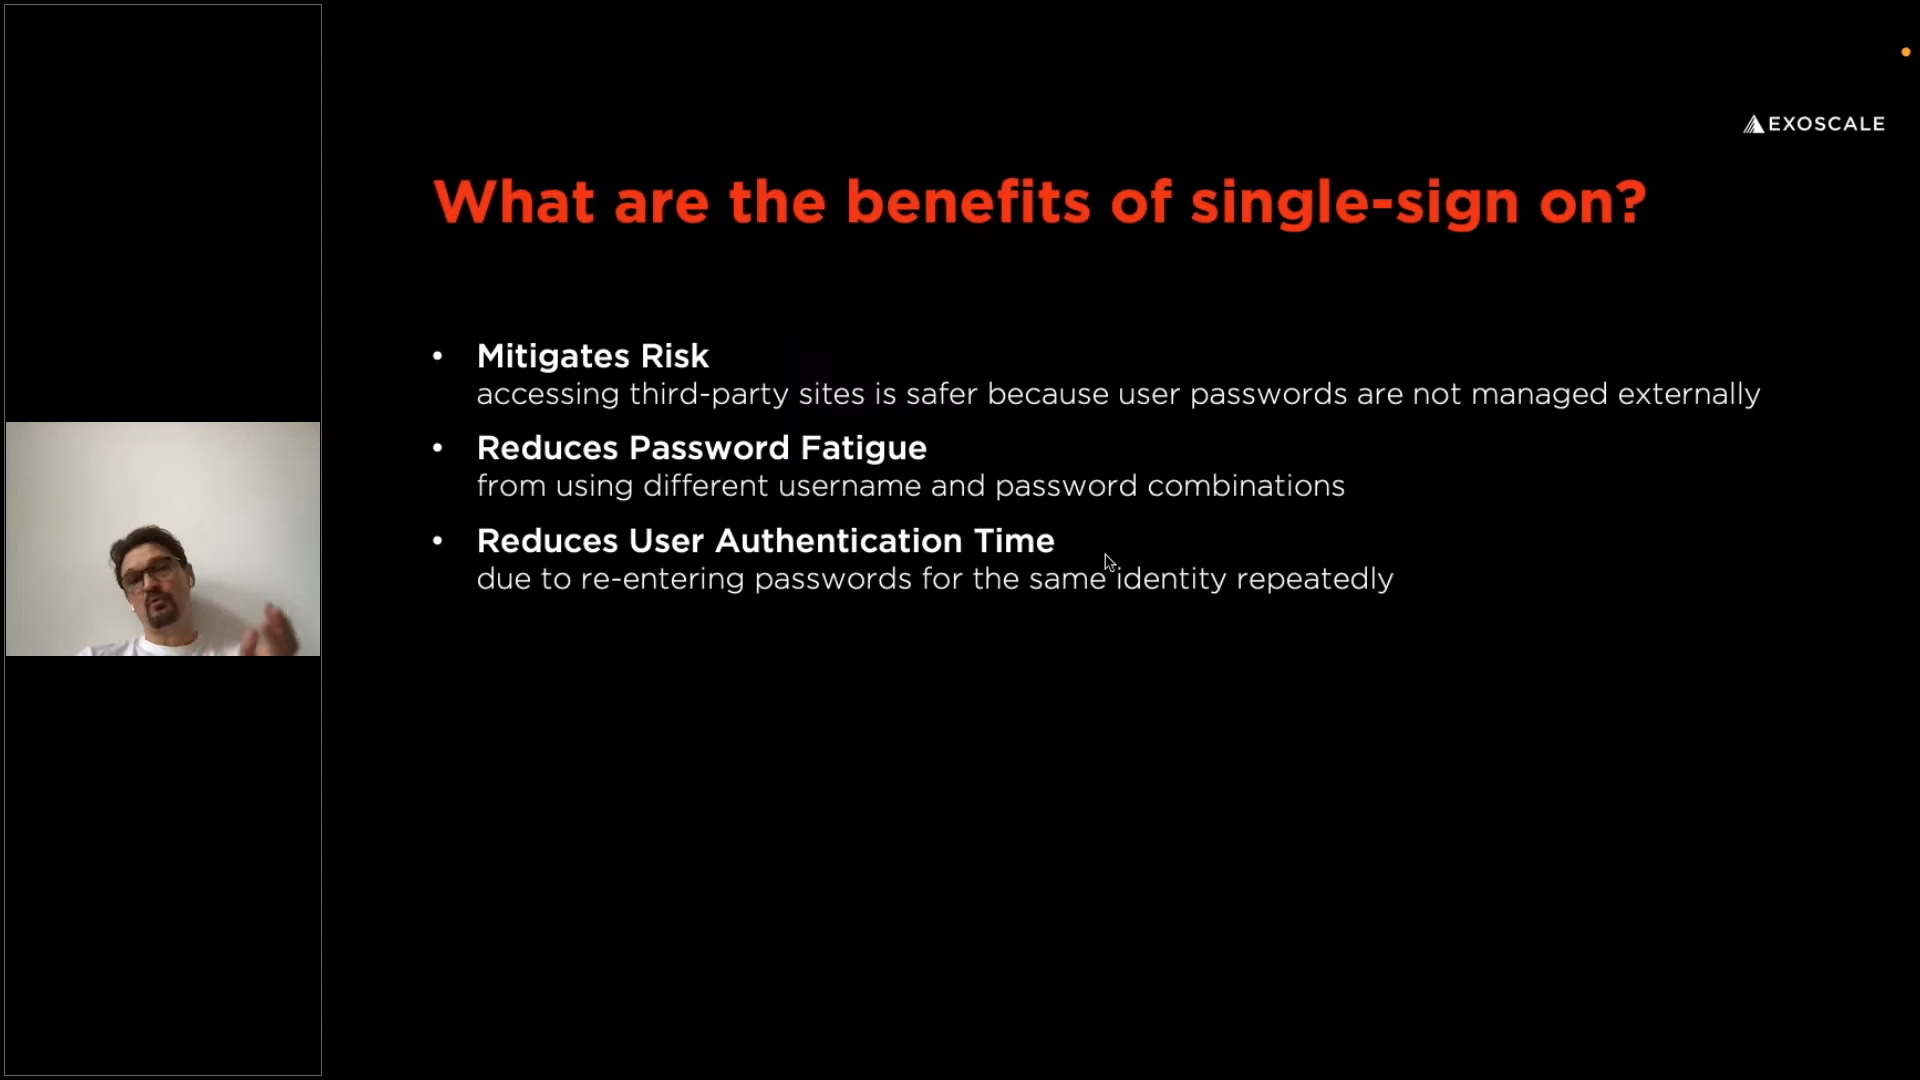 EXOSCALE
What are the benefits of single-sign on?
• Mitigates Risk
accessing third-party sites is safer because user passwords are not managed externally
• Reduces Password Fatigue
from using different username and password combinations
• Reduces User Authentication Time
due to re-entering passwords for the same identity repeatedly